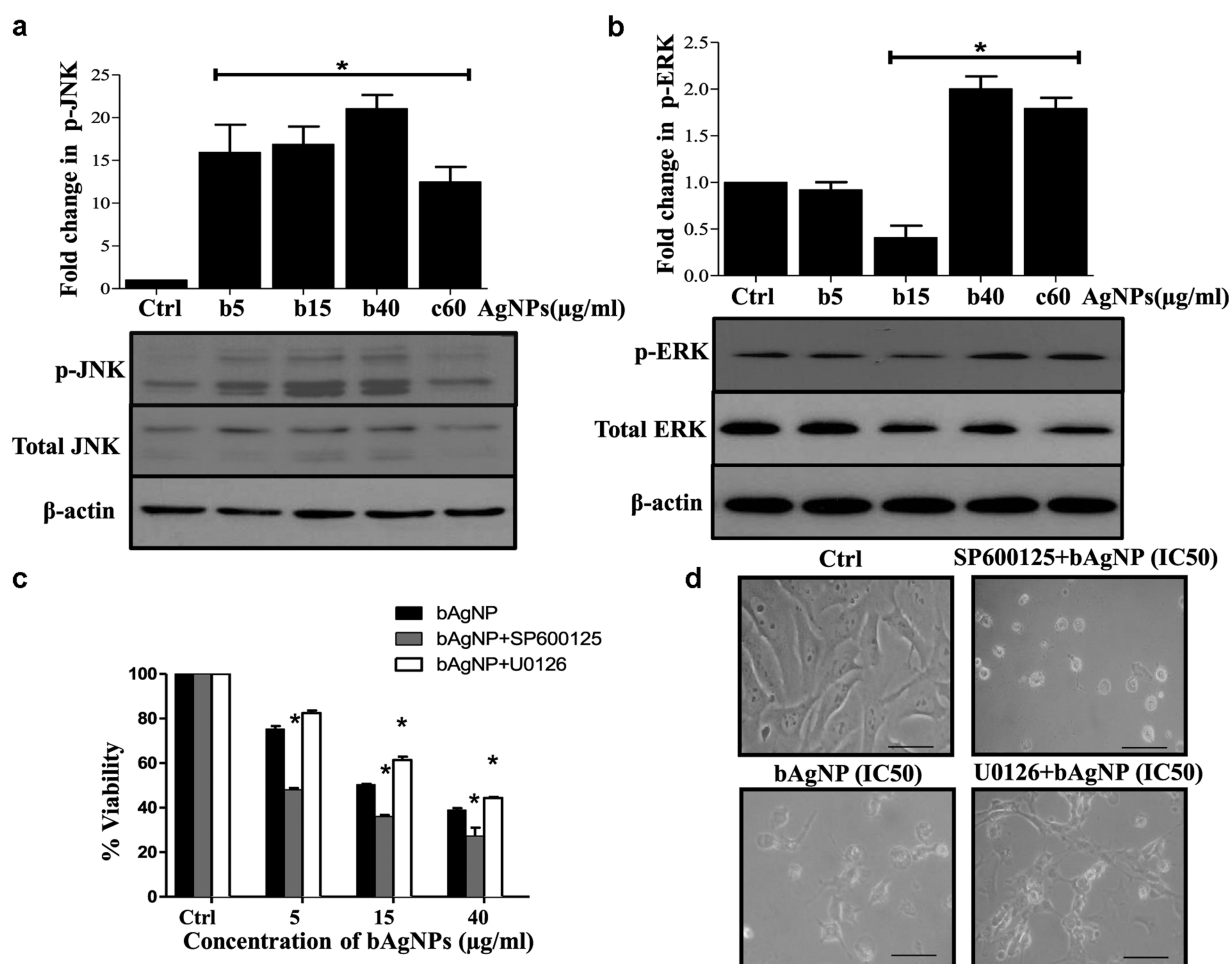 a
*
Fold change in p-JNK
25
20
15
10
5
0
Ctrl b5 b15 b40 c60 AgNPs(µg/ml)
p-JNK
Total JNK
β-actin
b
*
Fold change in p-ERK
2.5
2.0
1.5
1.0
0.5
0.0
Ctrl b5 b15 b40 c60 AgNPs(µg/ml)
p-ERK
Total ERK
β-actin
c
bAgNP
bAgNP+SP600125
bAgNP+U0126
% Viability
100
80
60
40
20
0
*
*
*
*
*
Ctrl 5 15 40
Concentration of bAgNPs (µg/ml)
d
Ctrl SP600125+bAgNP (IC50)
bAgNP (IC50) U0126+bAgNP (IC50)